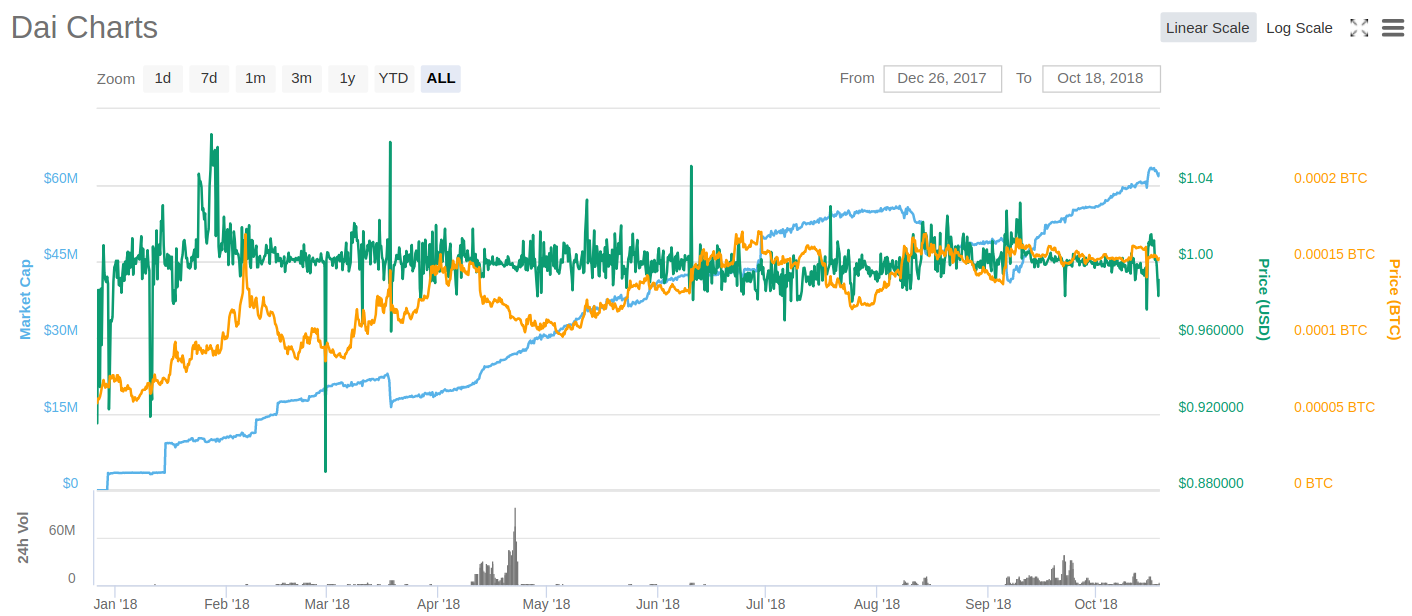 Dai Charts
Linear Scale Log Scale
Zoom 1d 7d 1m 3m 1y YTD ALL From Dec 26, 2017 To Oct 18, 2018
$60M $1.04 0.0002 BTC
$45M $1.00 0.00015 BTC
Market Cap Price (USD) Price (BTC)
$30M $0.960000 0.0001 BTC
$15M $0.920000 0.00005 BTC
$0 $0.880000 0 BTC
24h Vol
60M
0
Jan '18 Feb '18 Mar '18 Apr '18 May '18 Jun '18 Jul '18 Aug '18 Sep '18 Oct '18